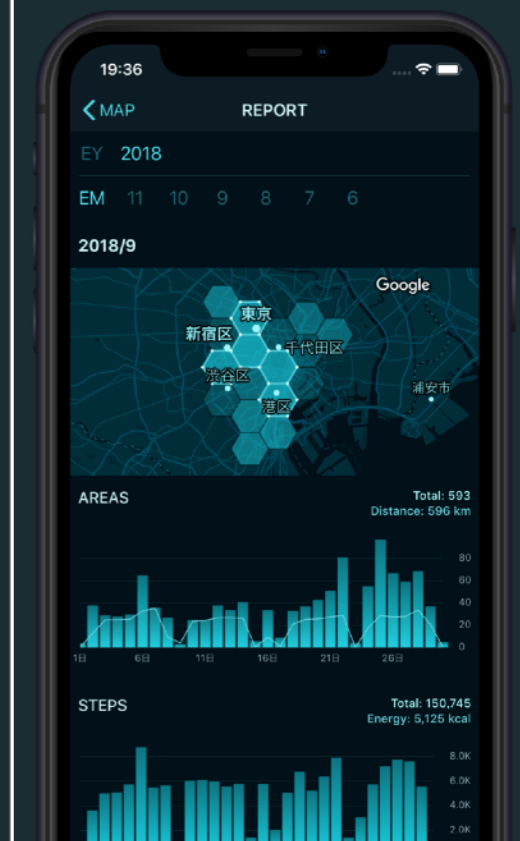 19:36
MAP
REPORT
EY 2018
EM 11 10 9 8 7 6
2018/9
Google
東京
新宿区
千代田区
渋谷区
浦安市
港区
AREAS
Total: 593
Distance: 596 km
80
60
40
20
0
1日 6日 11日 16日 21日 26日
STEPS
Total: 150,745
Energy: 5,125 kcal
8.0K
6.0K
4.0K
2.0K